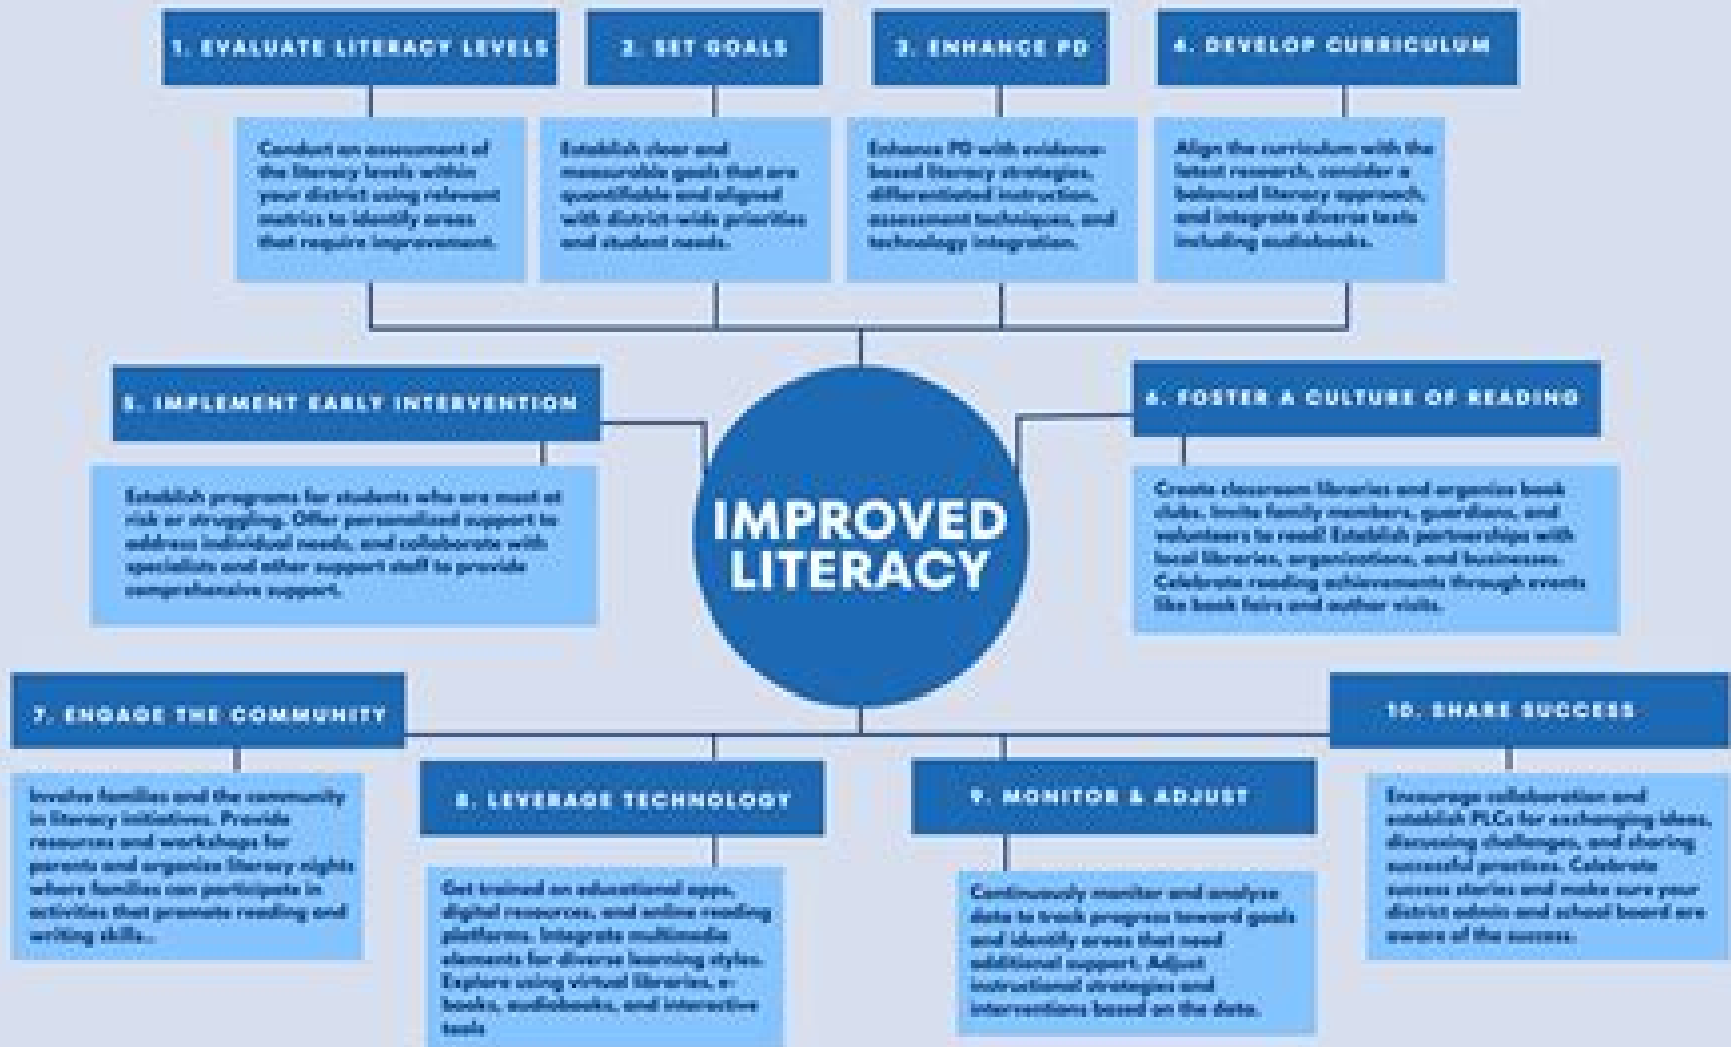 1. EVALUATE LITERACY LEVELS
Conduct an assessment of
the literacy levels within
your district using relevant
metrics to identify areas
that require improvement.
2. SET GOALS
Establish clear and
measurable goals that are
quantifiable and aligned
with district-wide priorities
and student needs.
3. ENHANCE PD
Enhance PD with evidence-
based literacy strategies,
differentiated instruction,
assessment techniques, and
technology integration.
4. DEVELOP CURRICULUM
Align the curriculum with the
latest research, consider a
balanced literacy approach,
and integrate diverse texts
including audiobooks.
5. IMPLEMENT EARLY INTERVENTION
Establish programs for students who are most at
risk or struggling. Offer personalized support to
address individual needs, and collaborate with
specialists and other support staff to provide
comprehensive support.
IMPROVED
LITERACY
6. FOSTER A CULTURE OF READING
Create classroom libraries and organize book
clubs. Invite family members, guardians, and
volunteers to read! Establish partnerships with
local libraries, organizations, and businesses.
Celebrate reading achievements through events
like book fairs and author visits.
7. ENGAGE THE COMMUNITY
Involve families and the community
in literacy initiatives. Provide
resources and workshops for
parents and organize literacy nights
where families can participate in
activities that promote reading and
writing skills..
8. LEVERAGE TECHNOLOGY
Get trained on educational apps,
digital resources, and online reading
platforms. Integrate multimedia
elements for diverse learning styles.
Explore using virtual libraries, e-
books, audiobooks, and interactive
tools
9. MONITOR & ADJUST
Continuously monitor and analyze
data to track progress toward goals
and identify areas that need
additional support. Adjust
instructional strategies and
interventions based on the data.
10. SHARE SUCCESS
Encourage collaboration and
establish PLCs for exchanging ideas,
discussing challenges, and sharing
successful practices. Celebrate
success stories and make sure your
district admin and school board are
aware of the success.